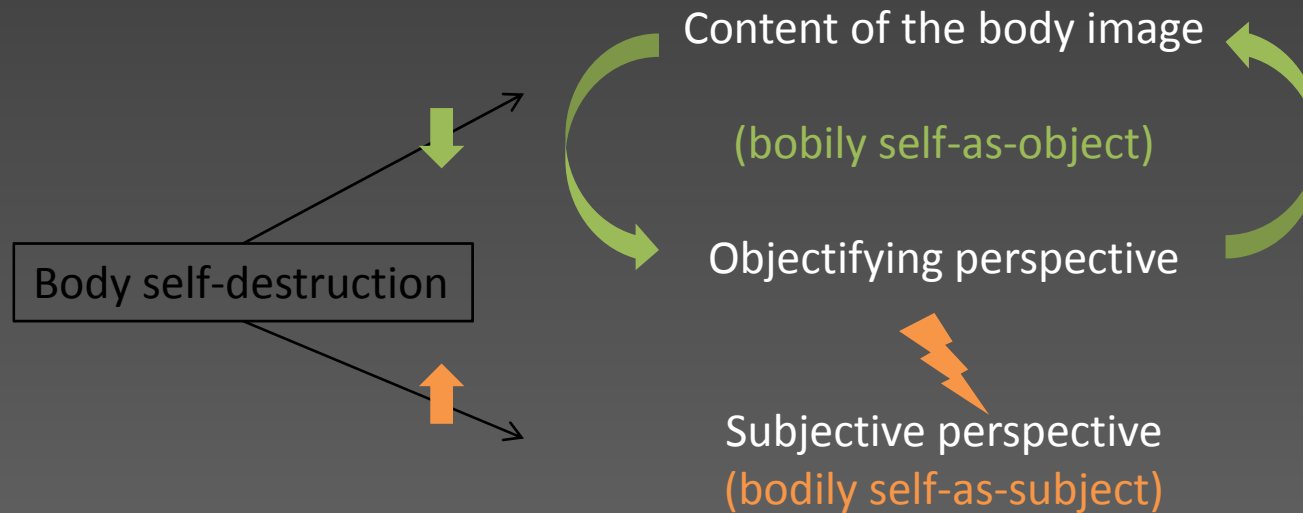 Content of the body image
(bobily self-as-object)
Objectifying perspective
Body self-destruction
Subjective perspective
(bodily self-as-subject)